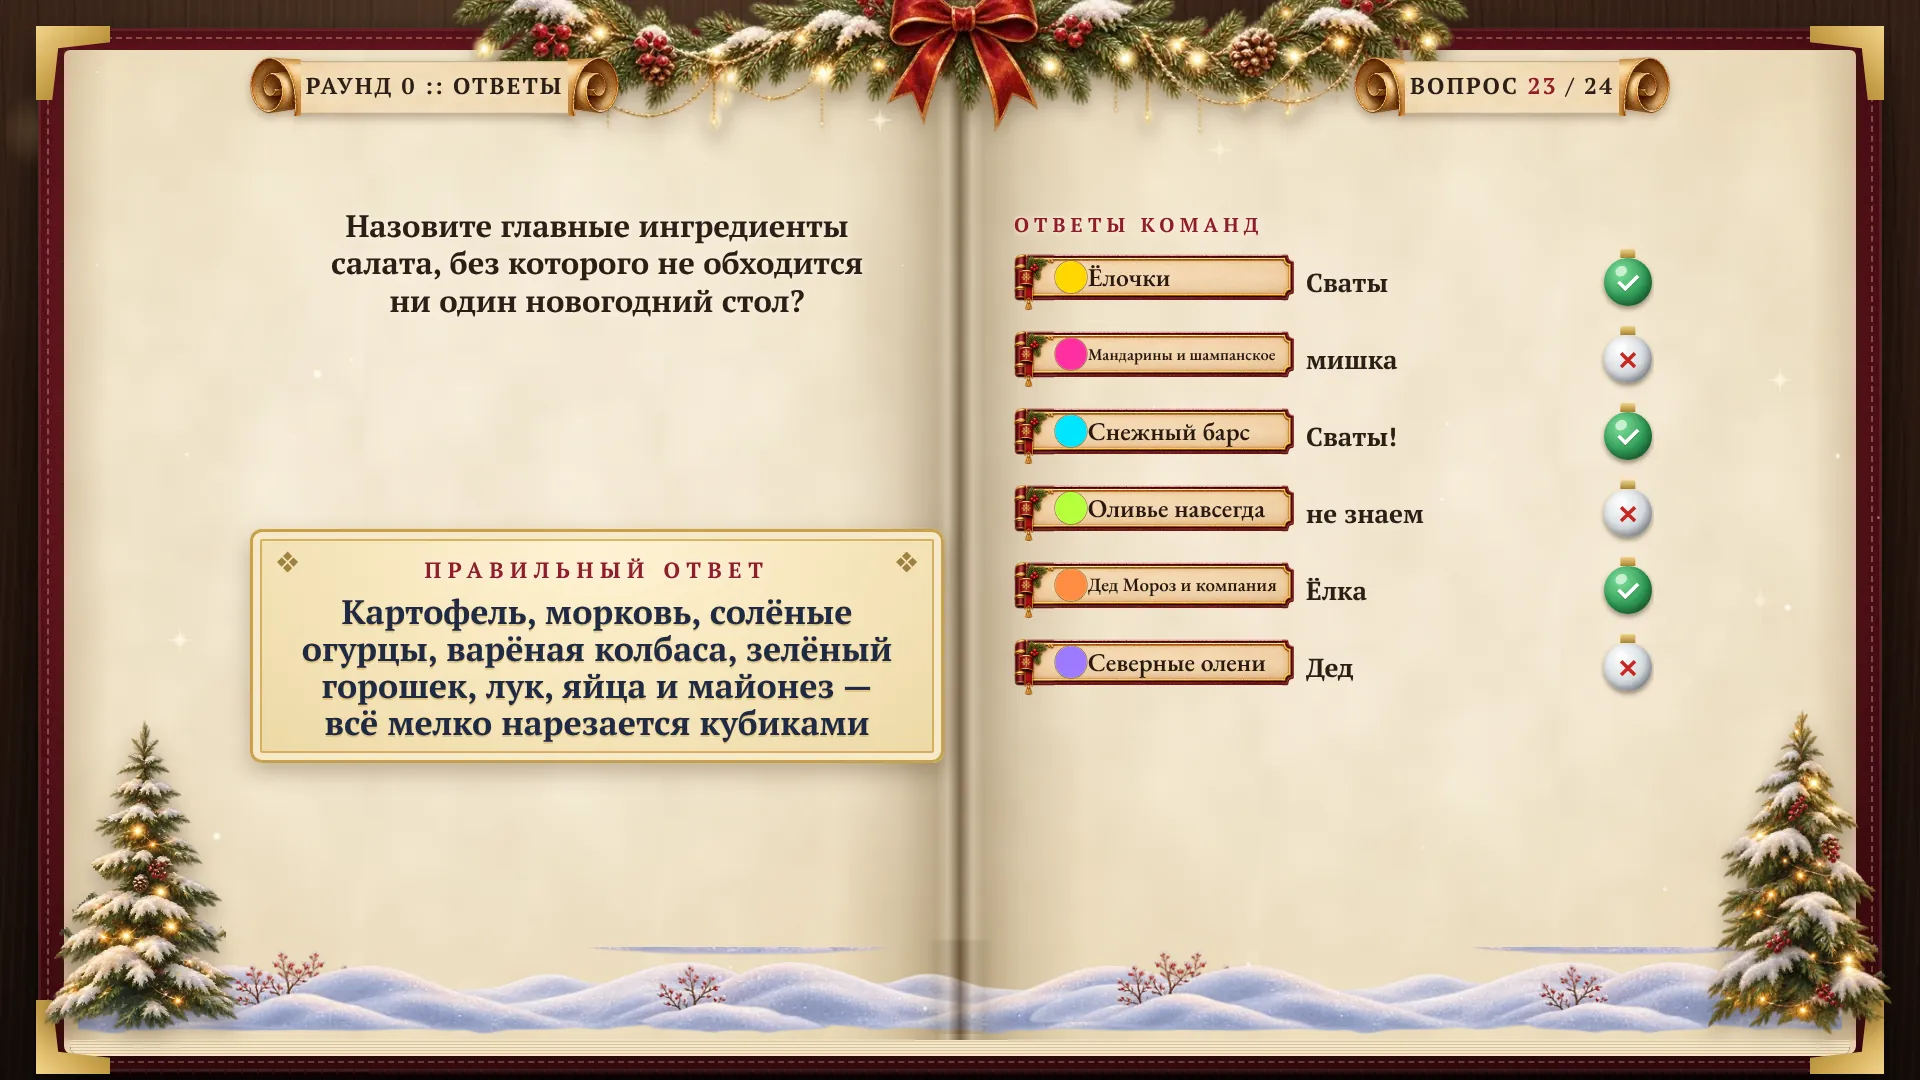 РАУНД 0 :: ОТВЕТЫ
ВОПРОС 23 / 24
Назовите главные ингредиенты
салата, без которого не обходится
ни один новогодний стол?
ПРАВИЛЬНЫЙ ОТВЕТ
Картофель, морковь, солёные
огурцы, варёная колбаса, зелёный
горошек, лук, яйца и майонез —
всё мелко нарезается кубиками
ОТВЕТЫ КОМАНД
Ёлочки Сваты
Мандарины и шампанское мишка
Снежный барс Сваты!
Оливье навсегда не знаем
Дед Мороз и компания Ёлка
Северные олени Дед